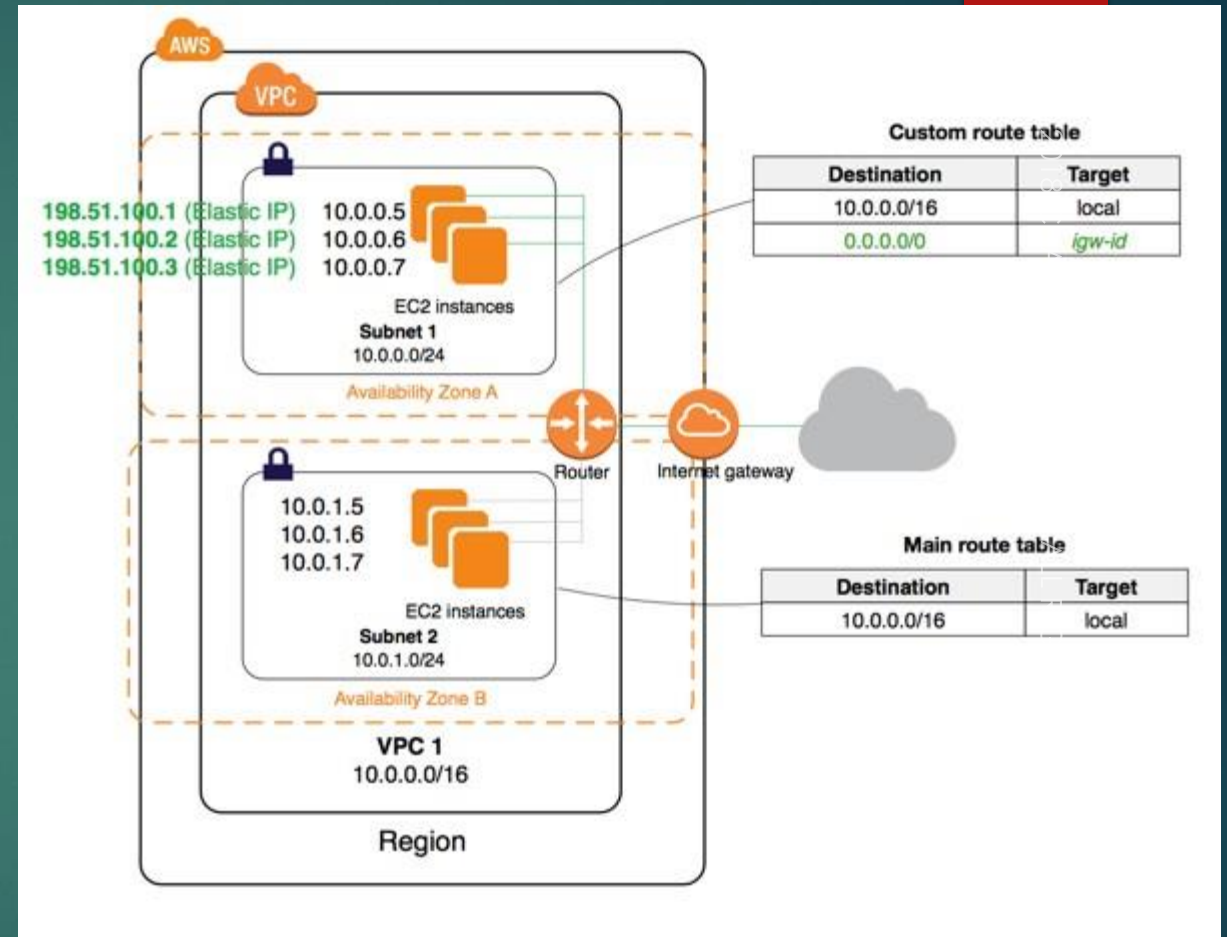 AWS
VPC
198.51.100.1 (Elastic IP) 10.0.0.5
198.51.100.2 (Elastic IP) 10.0.0.6
198.51.100.3 (Elastic IP) 10.0.0.7
EC2 instances
Subnet 1
10.0.0.0/24
Availability Zone A
Custom route table
Destination Target
10.0.0.0/16 local
0.0.0.0/0 igw-id
Router
Internet gateway
10.0.1.5
10.0.1.6
10.0.1.7
EC2 instances
Subnet 2
10.0.1.0/24
Availability Zone B
Main route table
Destination Target
10.0.0.0/16 local
VPC 1
10.0.0.0/16
Region